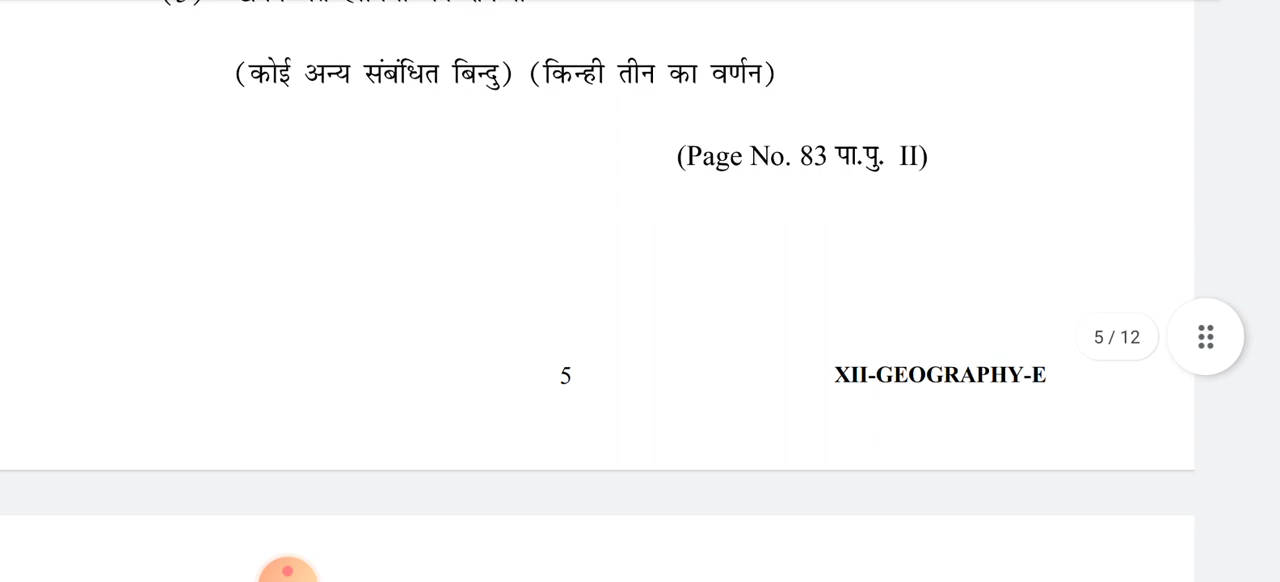 (कोई अन्य संबंधित बिन्दु) (किन्ही तीन का वर्णन)
(Page No. 83 पा.पु. II)
5 / 12
5 XII-GEOGRAPHY-E